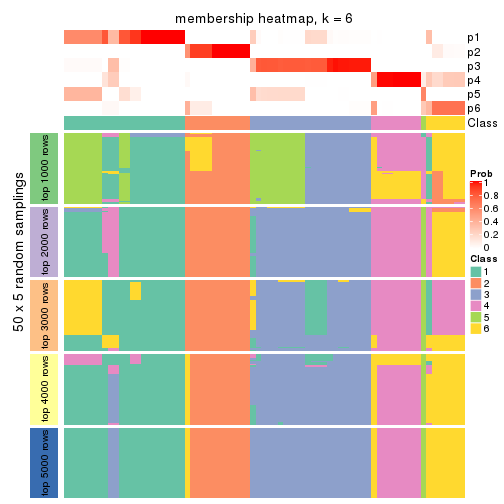 membership heatmap, k = 6
p1
p2
p3
p4
p5
p6
Class
50 x 5 random samplings
top 1000 rows
top 2000 rows
top 3000 rows
top 4000 rows
top 5000 rows
Prob
1
0.8
0.6
0.4
0.2
0
Class
1
2
3
4
5
6